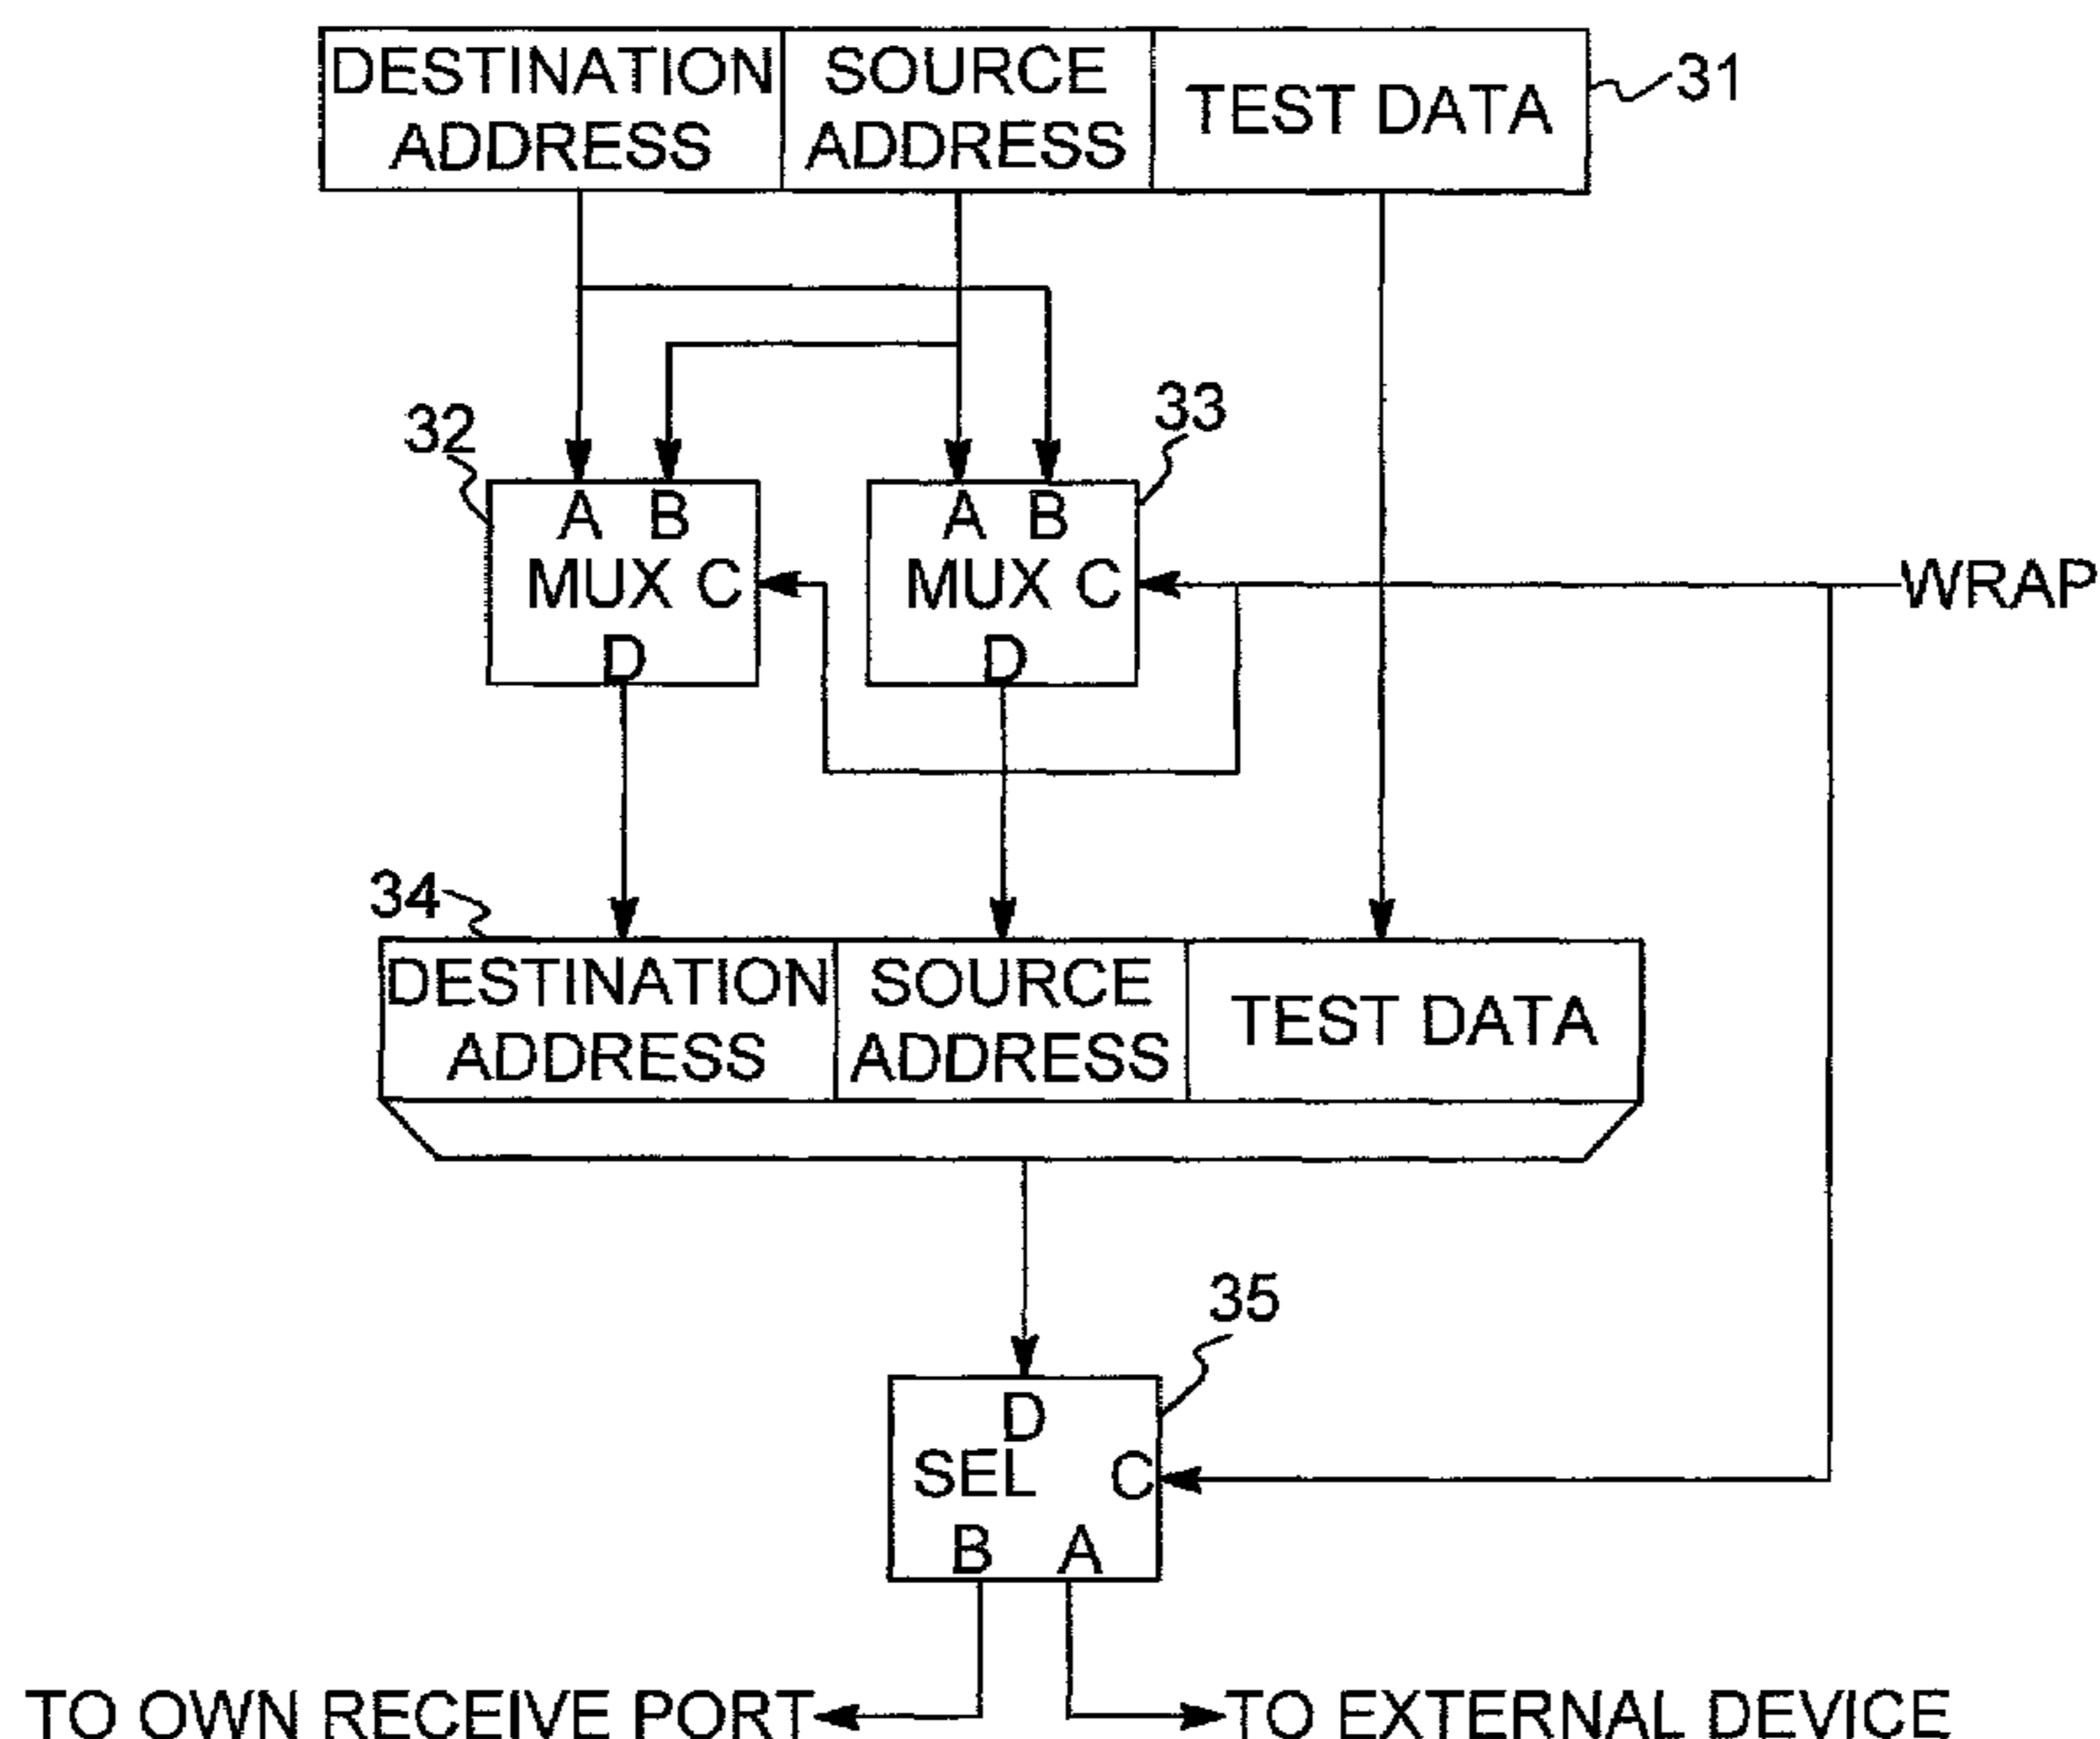 DESTINATION ADDRESS
SOURCE ADDRESS
TEST DATA
31
32
33
A B
MUX C
D
A B
MUX C
D
WRAP
34
DESTINATION ADDRESS
SOURCE ADDRESS
TEST DATA
35
D
SEL C
B A
TO OWN RECEIVE PORT
TO EXTERNAL DEVICE